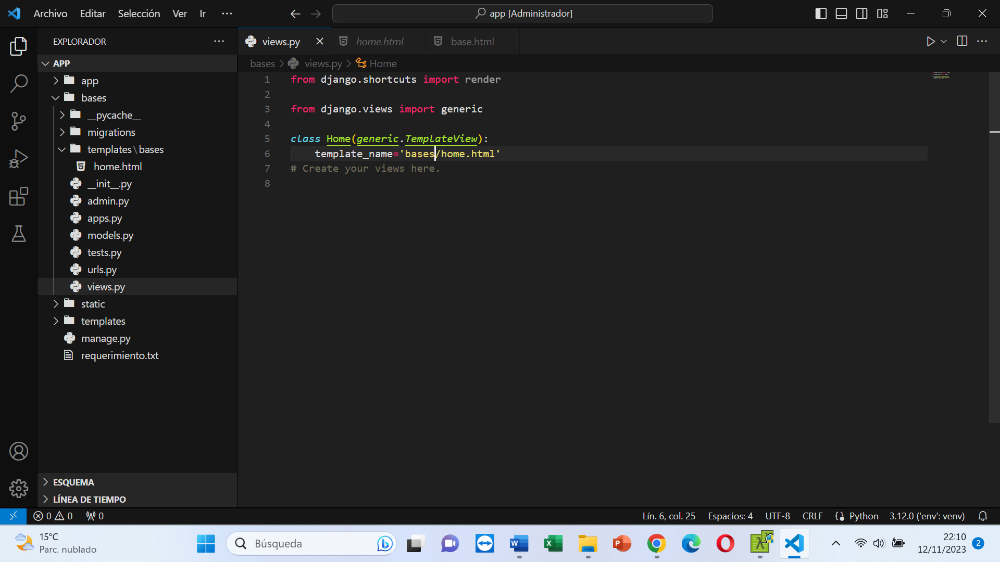 Archivo Editar Selección Ver Ir ···
app [Administrador]
EXPLORADOR ···
views.py
home.html
base.html
APP
bases > views.py > Home
app
bases
__pycache__
migrations
templates\bases
home.html
__init__.py
admin.py
apps.py
models.py
tests.py
urls.py
views.py
static
templates
manage.py
requerimiento.txt
1 from django.shortcuts import render
2
3 from django.views import generic
4
5 class Home(generic.TemplateView):
6 template_name='bases/home.html'
7 # Create your views here.
8
ESQUEMA
LÍNEA DE TIEMPO
0 0 0
Lín. 6, col. 25 Espacios: 4 UTF-8 CRLF Python 3.12.0 ('env': venv)
15°C
Parc. nublado
Búsqueda
22:10
12/11/2023
2